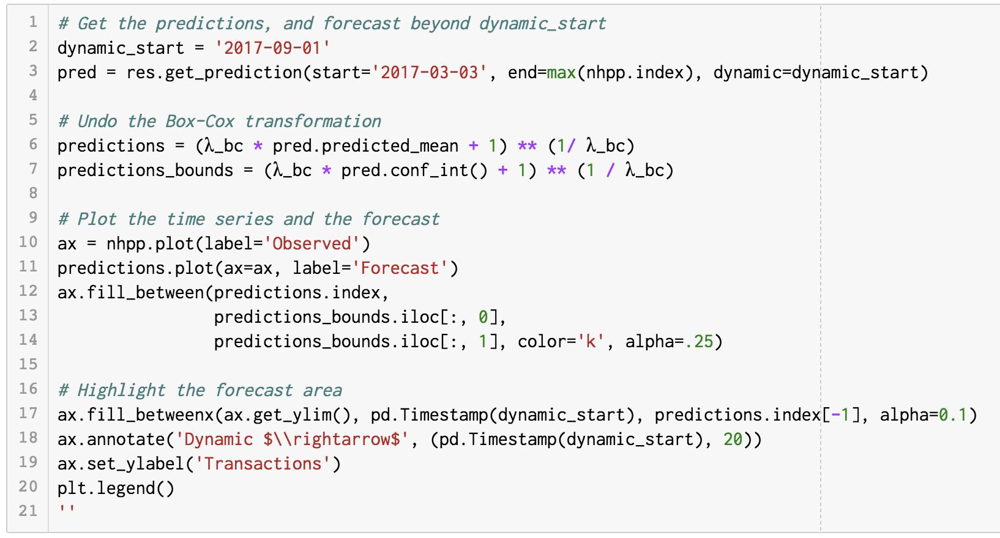 1 # Get the predictions, and forecast beyond dynamic_start
2 dynamic_start = '2017-09-01'
3 pred = res.get_prediction(start='2017-03-03', end=max(nhpp.index), dynamic=dynamic_start)
4
5 # Undo the Box-Cox transformation
6 predictions = (λ_bc * pred.predicted_mean + 1) ** (1/ λ_bc)
7 predictions_bounds = (λ_bc * pred.conf_int() + 1) ** (1 / λ_bc)
8
9 # Plot the time series and the forecast
10 ax = nhpp.plot(label='Observed')
11 predictions.plot(ax=ax, label='Forecast')
12 ax.fill_between(predictions.index,
13                 predictions_bounds.iloc[:, 0],
14                 predictions_bounds.iloc[:, 1], color='k', alpha=.25)
15
16 # Highlight the forecast area
17 ax.fill_betweenx(ax.get_ylim(), pd.Timestamp(dynamic_start), predictions.index[-1], alpha=0.1)
18 ax.annotate('Dynamic $\\rightarrow$', (pd.Timestamp(dynamic_start), 20))
19 ax.set_ylabel('Transactions')
20 plt.legend()
21 ''